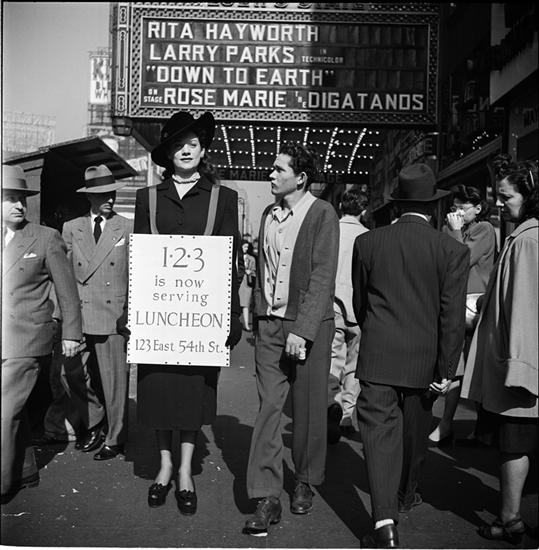 RITA HAYWORTH
LARRY PARKS IN TECHNICOLOR
"DOWN TO EARTH"
ON STAGE ROSE MARIE THE DIGATANOS
1·2·3
is now
serving
LUNCHEON
123 East 54th St.